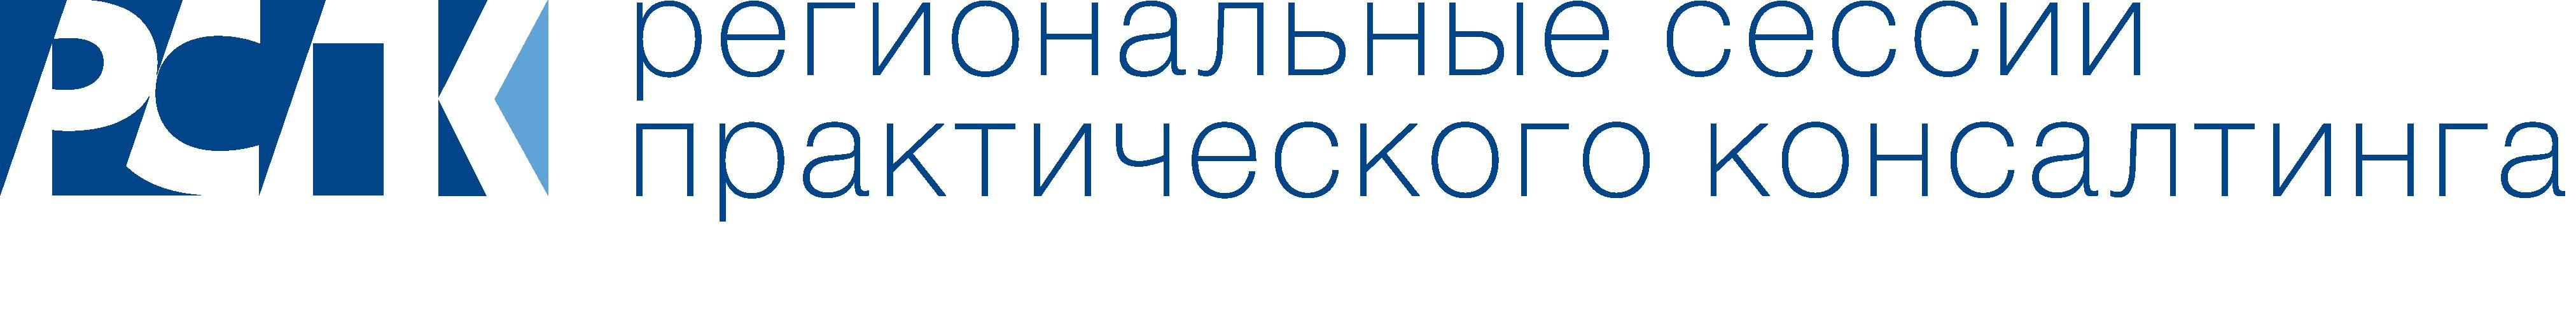 РСПК
региональные сессии
практического консалтинга